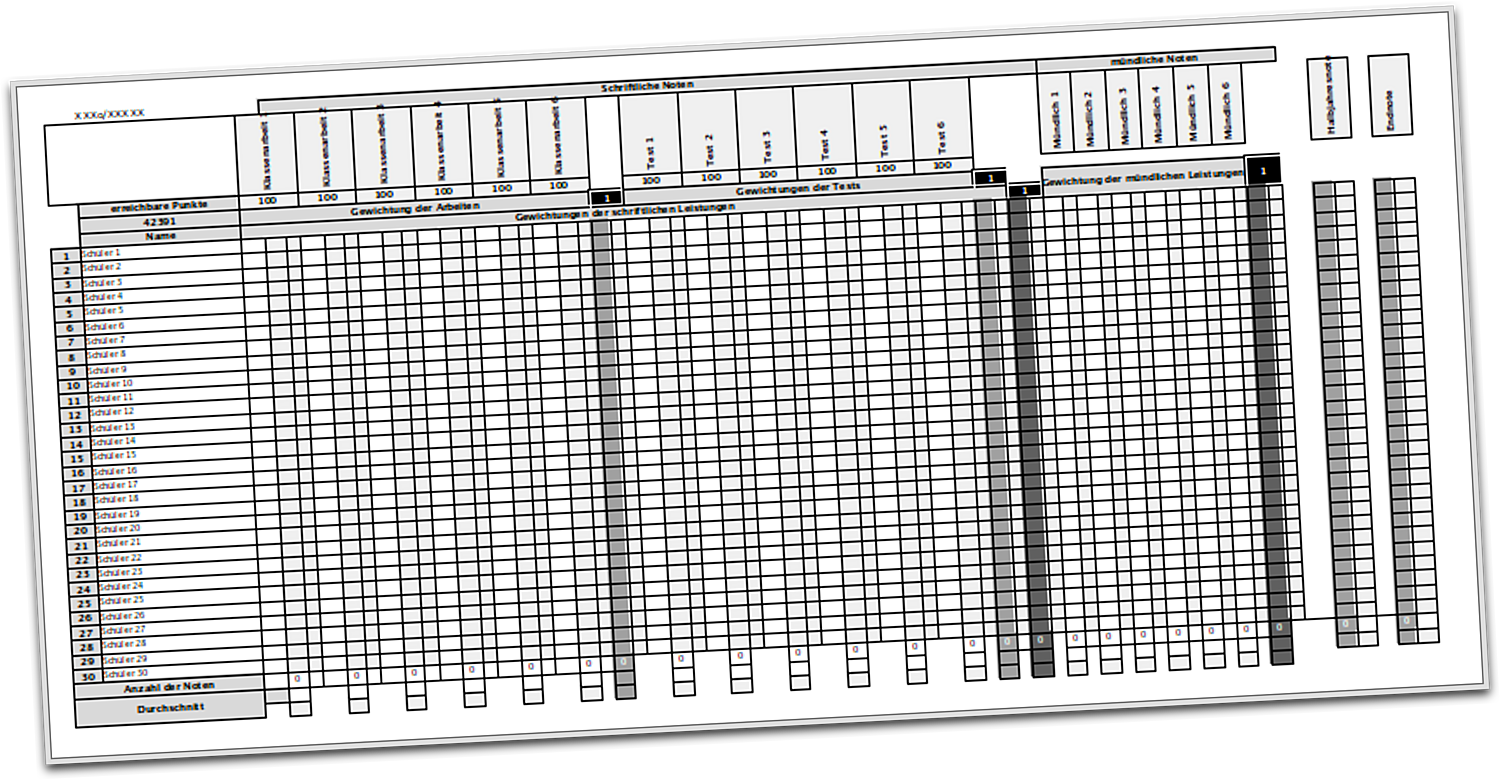 mündliche Noten
Schriftliche Noten
XXXa/XXXXX
Klassenarbeit 1
Klassenarbeit 2
Klassenarbeit 3
Klassenarbeit 4
Klassenarbeit 5
Klassenarbeit 6
Test 1
Test 2
Test 3
Test 4
Test 5
Test 6
Mündlich 1
Mündlich 2
Mündlich 3
Mündlich 4
Mündlich 5
Mündlich 6
Halbjahresnote
Endnote
erreichbare Punkte 100 100 100 100 100 100 100 100 100 100 100 100
42391
Gewichtung der Arbeiten 1 Gewichtungen der Tests 1 1 Gewichtung der mündlichen Leistungen 1
Gewichtungen der schriftlichen Leistungen
Name
1 Schüler 1
2 Schüler 2
3 Schüler 3
4 Schüler 4
5 Schüler 5
6 Schüler 6
7 Schüler 7
8 Schüler 8
9 Schüler 9
10 Schüler 10
11 Schüler 11
12 Schüler 12
13 Schüler 13
14 Schüler 14
15 Schüler 15
16 Schüler 16
17 Schüler 17
18 Schüler 18
19 Schüler 19
20 Schüler 20
21 Schüler 21
22 Schüler 22
23 Schüler 23
24 Schüler 24
25 Schüler 25
26 Schüler 26
27 Schüler 27
28 Schüler 28
29 Schüler 29
30 Schüler 30
Anzahl der Noten 0 0 0 0 0 0 0 0 0 0 0 0 0 0 0 0 0 0 0 0 0 0 0 0
Durchschnitt